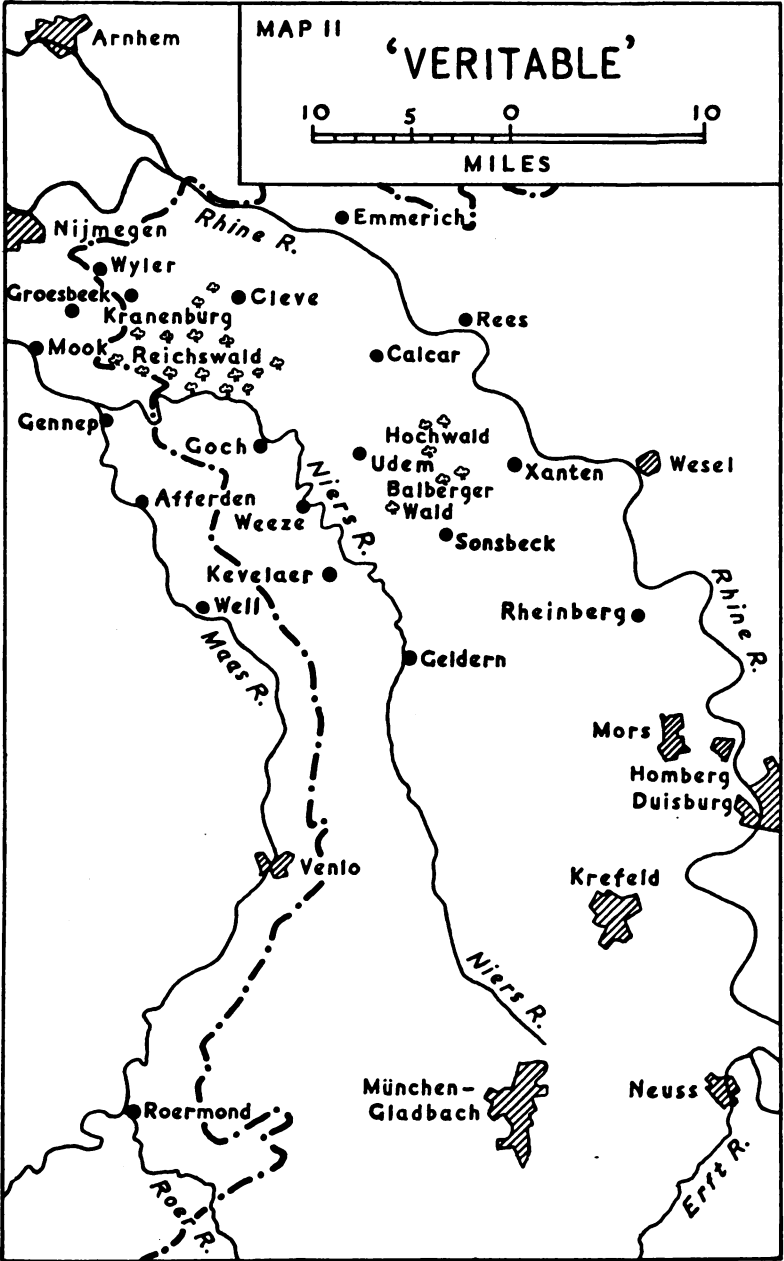 Arnhem
MAP II
'VERITABLE'
10 5 0 10
MILES
Emmerich
Rhine R.
Nijmegen
Wyler
Groesbeek
Cleve
Kranenburg
Rees
Mook
Reichswald
Calcar
Gennep
Goch
Hochwald
Udem
Xanten
Wesel
Balberger
Wald
Niers R.
Afferden
Weeze
Sonsbeck
Kevelaer
Well
Rheinberg
Rhine R.
Maas R.
Geldern
Mors
Homberg
Duisburg
Venlo
Krefeld
Niers R.
München-
Gladbach
Neuss
Roermond
Roer R.
Erft R.